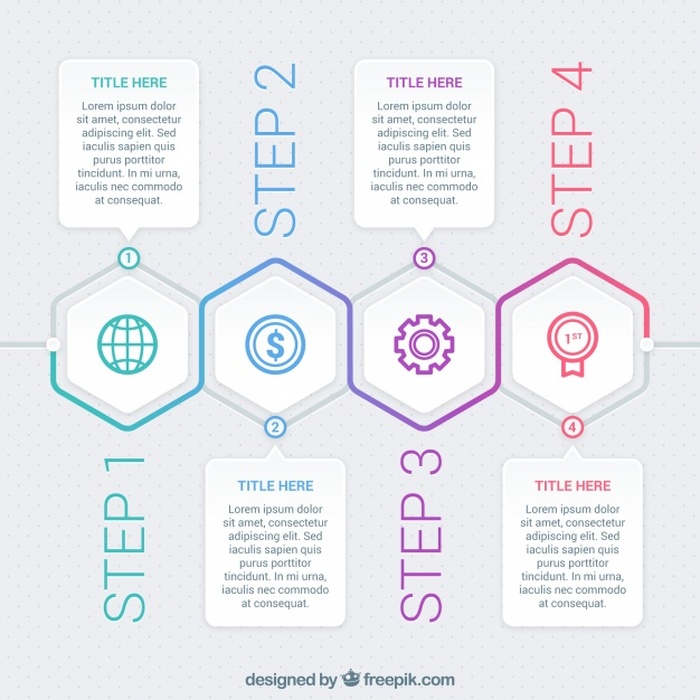 TITLE HERE
Lorem ipsum dolor
sit amet, consectetur
adipiscing elit. Sed
iaculis sapien quis
purus porttitor
tincidunt. In mi urna,
iaculis nec commodo
at consequat.
STEP 2
TITLE HERE
Lorem ipsum dolor
sit amet, consectetur
adipiscing elit. Sed
iaculis sapien quis
purus porttitor
tincidunt. In mi urna,
iaculis nec commodo
at consequat.
STEP 4
1
3
$
1ST
2
4
STEP 1
TITLE HERE
Lorem ipsum dolor
sit amet, consectetur
adipiscing elit. Sed
iaculis sapien quis
purus porttitor
tincidunt. In mi urna,
iaculis nec commodo
at consequat.
STEP 3
TITLE HERE
Lorem ipsum dolor
sit amet, consectetur
adipiscing elit. Sed
iaculis sapien quis
purus porttitor
tincidunt. In mi urna,
iaculis nec commodo
at consequat.
designed by freepik.com